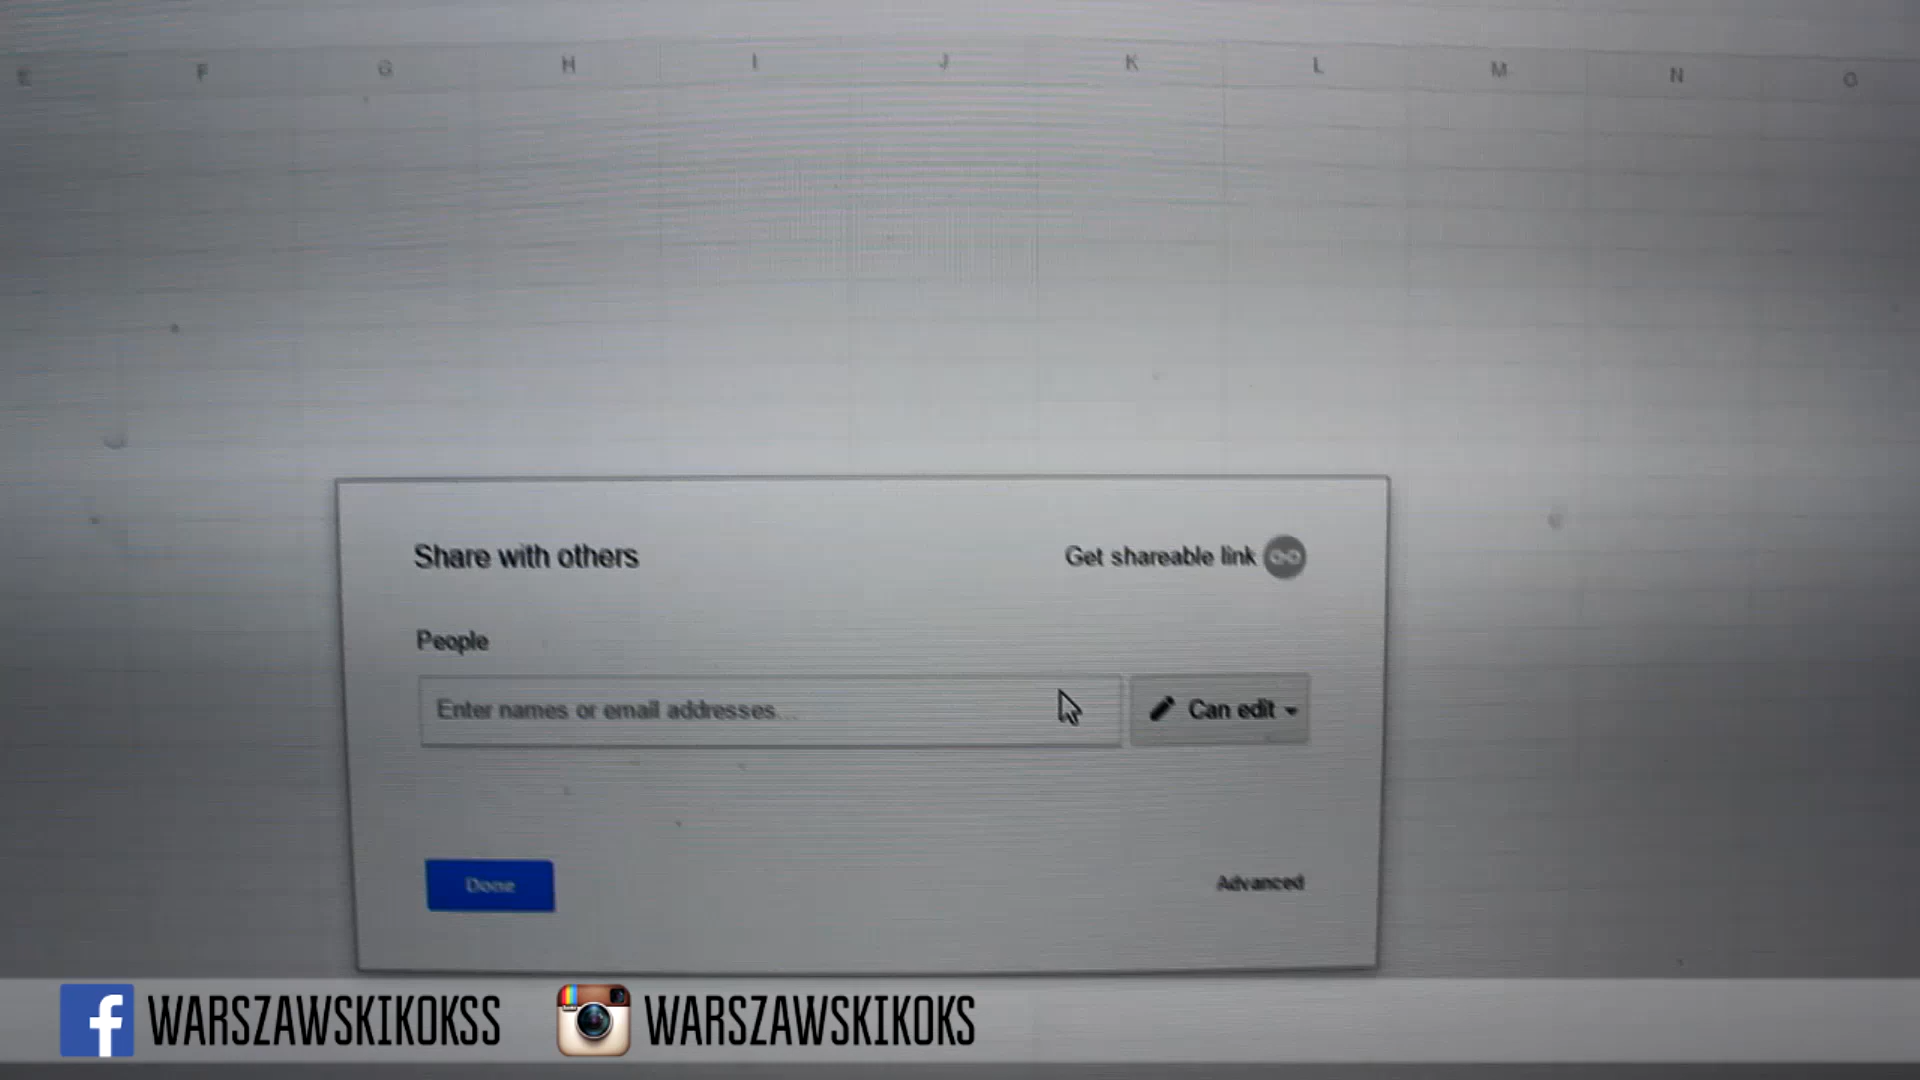 E F G H I J K L M N O
Share with others
Get shareable link
People
Enter names or email addresses...
Can edit
Done
Advanced
WARSZAWSKIKOKSS
WARSZAWSKIKOKS